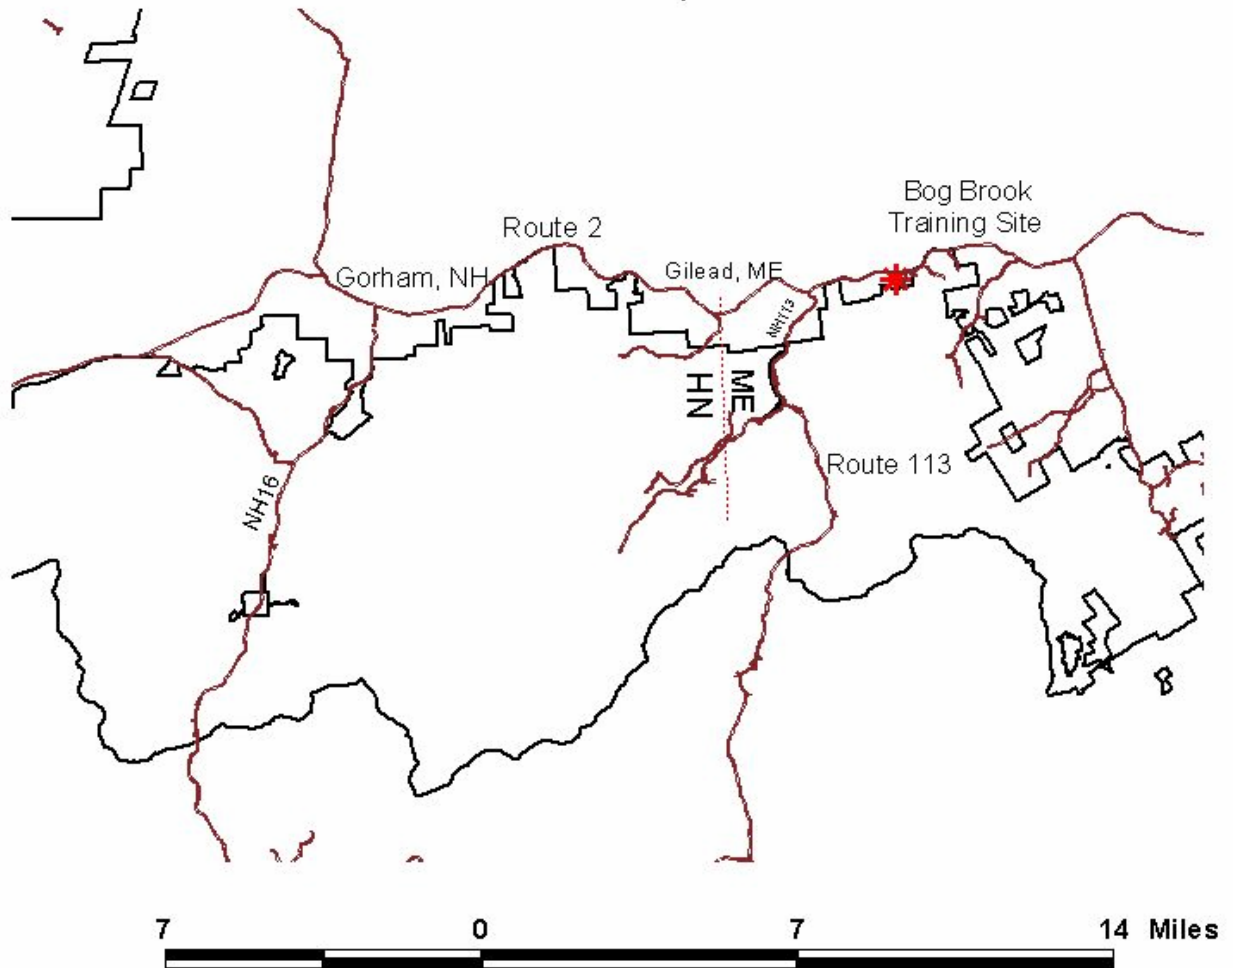 Bog Brook
Training Site
Route 2
Gorham, NH
Gilead, ME
NH113
ME
HN
Route 113
NH16
7 0 7 14 Miles